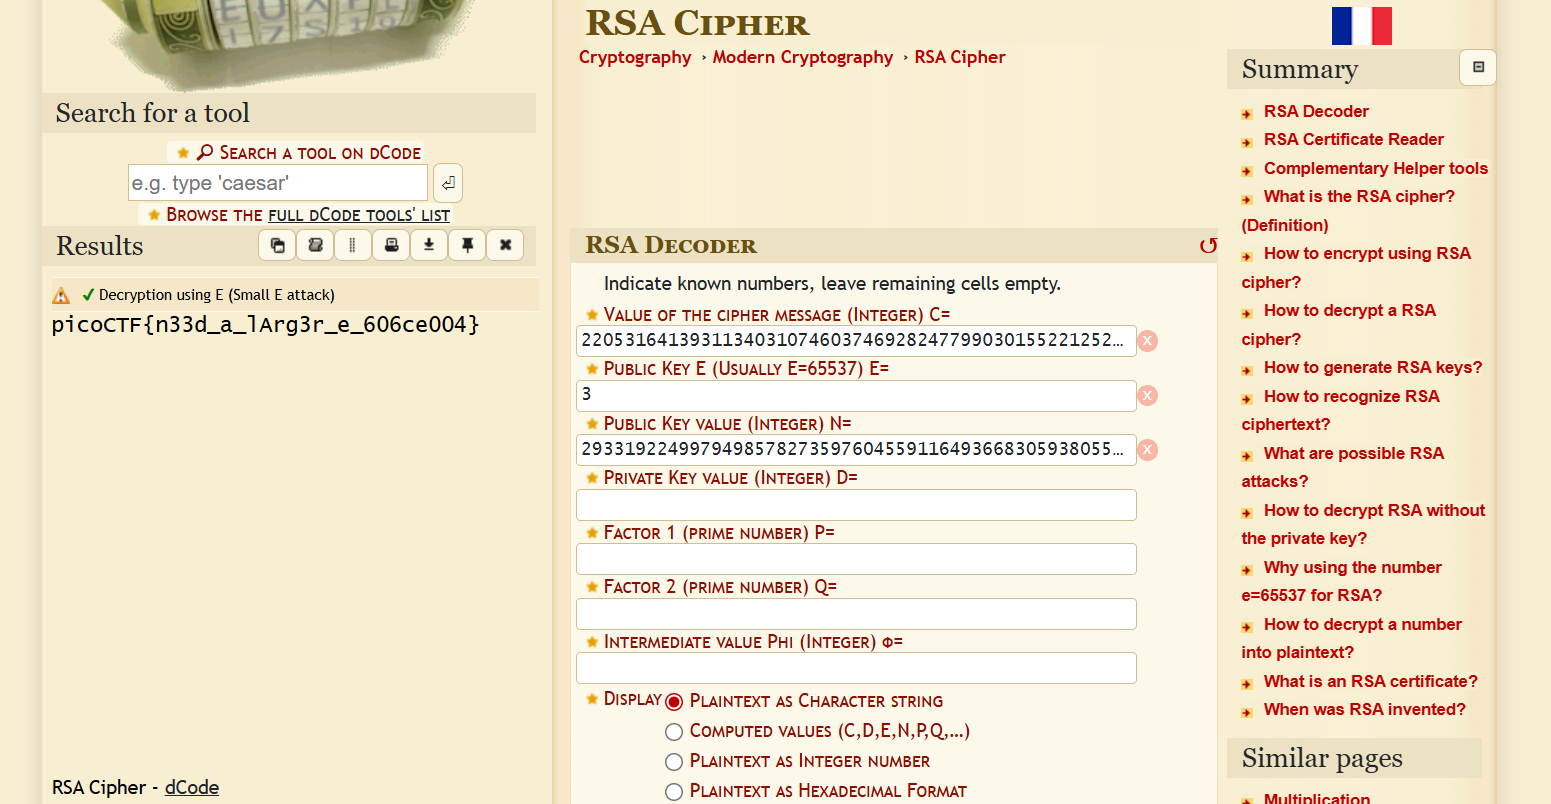 Search for a tool
Search a tool on dCode
e.g. type 'caesar'
Browse the full dCode tools' list
Results
Decryption using E (Small E attack)
picoCTF{n33d_a_lArg3r_e_606ce004}
RSA Cipher - dCode
RSA Cipher
Cryptography › Modern Cryptography › RSA Cipher
RSA Decoder
Indicate known numbers, leave remaining cells empty.
Value of the cipher message (Integer) C=
2205316413931134031074603746928247799030155221252...
X
Public Key E (Usually E=65537) E=
3
X
Public Key value (Integer) N=
2933192249979498578273597604559116493668305938055...
X
Private Key value (Integer) D=
Factor 1 (prime number) P=
Factor 2 (prime number) Q=
Intermediate value Phi (Integer) Φ=
Display
Plaintext as Character string
Computed values (C,D,E,N,P,Q,...)
Plaintext as Integer number
Plaintext as Hexadecimal Format
Summary
RSA Decoder
RSA Certificate Reader
Complementary Helper tools
What is the RSA cipher?
(Definition)
How to encrypt using RSA
cipher?
How to decrypt a RSA
cipher?
How to generate RSA keys?
How to recognize RSA
ciphertext?
What are possible RSA
attacks?
How to decrypt RSA without
the private key?
Why using the number
e=65537 for RSA?
How to decrypt a number
into plaintext?
What is an RSA certificate?
When was RSA invented?
Similar pages
Multiplication